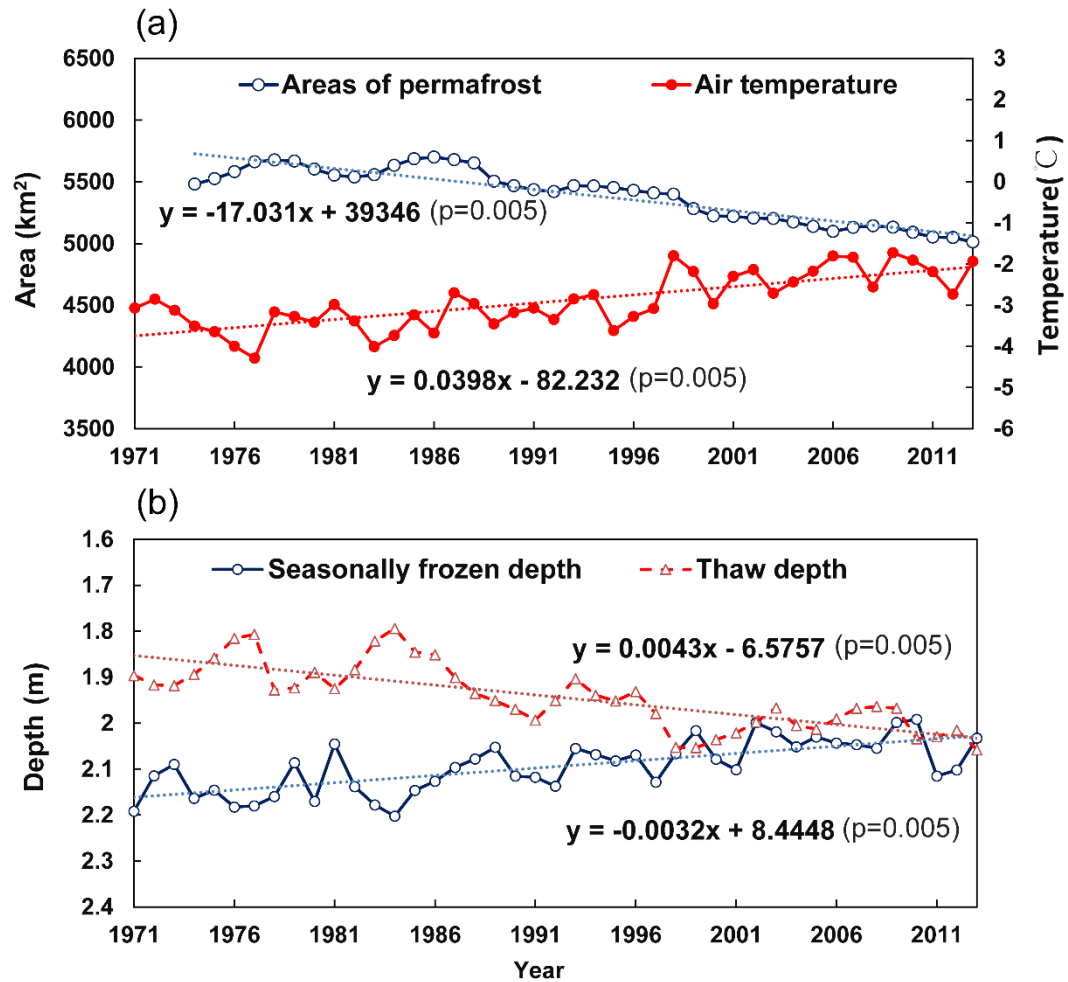 (a)
Areas of permafrost Air temperature
Area (km²)
6500
6000
5500
5000
4500
4000
3500
Temperature(℃)
3
2
1
0
-1
-2
-3
-4
-5
-6
y = -17.031x + 39346 (p=0.005)
y = 0.0398x - 82.232 (p=0.005)
1971 1976 1981 1986 1991 1996 2001 2006 2011
(b)
Seasonally frozen depth Thaw depth
Depth (m)
1.6
1.7
1.8
1.9
2
2.1
2.2
2.3
2.4
y = 0.0043x - 6.5757 (p=0.005)
y = -0.0032x + 8.4448 (p=0.005)
1971 1976 1981 1986 1991 1996 2001 2006 2011
Year